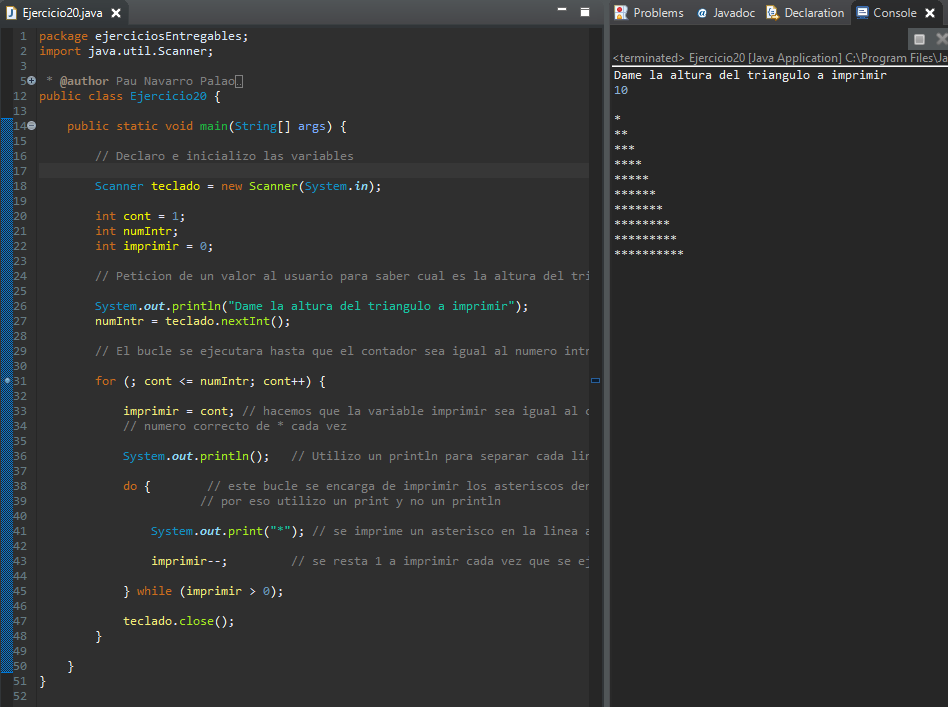 Ejercicio20.java
1 package ejerciciosEntregables;
2 import java.util.Scanner;
3
5 * @author Pau Navarro Palao
12 public class Ejercicio20 {
13
14 public static void main(String[] args) {
15
16 // Declaro e inicializo las variables
17
18 Scanner teclado = new Scanner(System.in);
19
20 int cont = 1;
21 int numIntr;
22 int imprimir = 0;
23
24 // Peticion de un valor al usuario para saber cual es la altura del tri
25
26 System.out.println("Dame la altura del triangulo a imprimir");
27 numIntr = teclado.nextInt();
28
29 // El bucle se ejecutara hasta que el contador sea igual al numero intr
30
31 for (; cont <= numIntr; cont++) {
32
33 imprimir = cont; // hacemos que la variable imprimir sea igual al c
34 // numero correcto de * cada vez
35
36 System.out.println(); // Utilizo un println para separar cada lin
37
38 do { // este bucle se encarga de imprimir los asteriscos den
39 // por eso utilizo un print y no un println
40
41 System.out.print("*"); // se imprime un asterisco en la linea a
42
43 imprimir--; // se resta 1 a imprimir cada vez que se ej
44
45 } while (imprimir > 0);
46
47 teclado.close();
48 }
49
50 }
51 }
52
Problems Javadoc Declaration Console
<terminated> Ejercicio20 [Java Application] C:\Program Files\Ja
Dame la altura del triangulo a imprimir
10

*
**
***
****
*****
******
*******
********
*********
**********